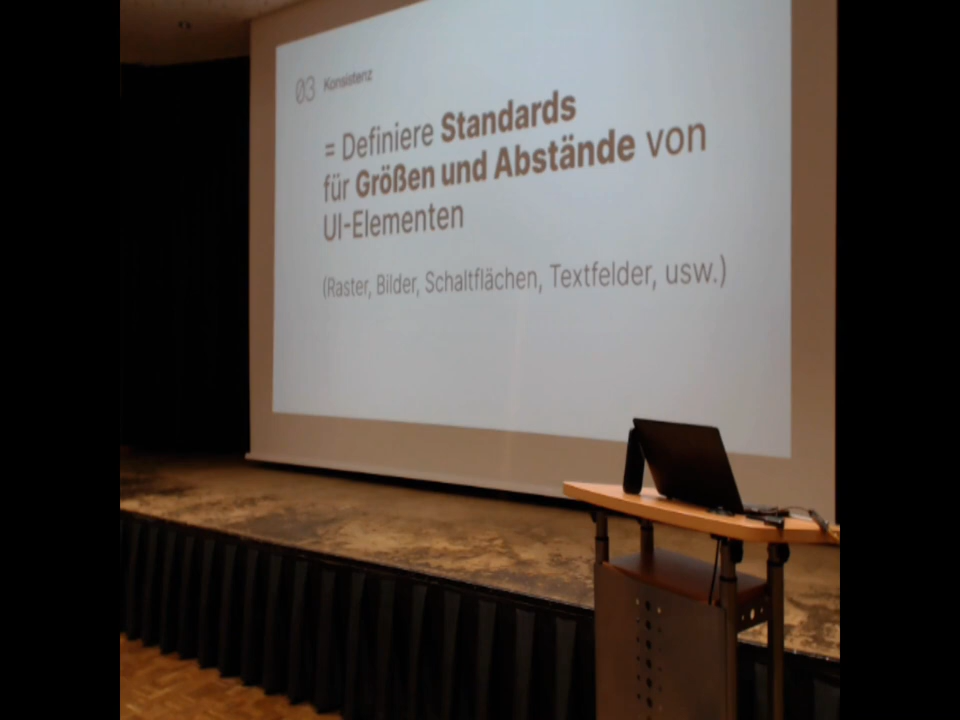 03 Konsistenz
= Definiere Standards
für Größen und Abstände von
UI-Elementen
(Raster, Bilder, Schaltflächen, Textfelder, usw.)